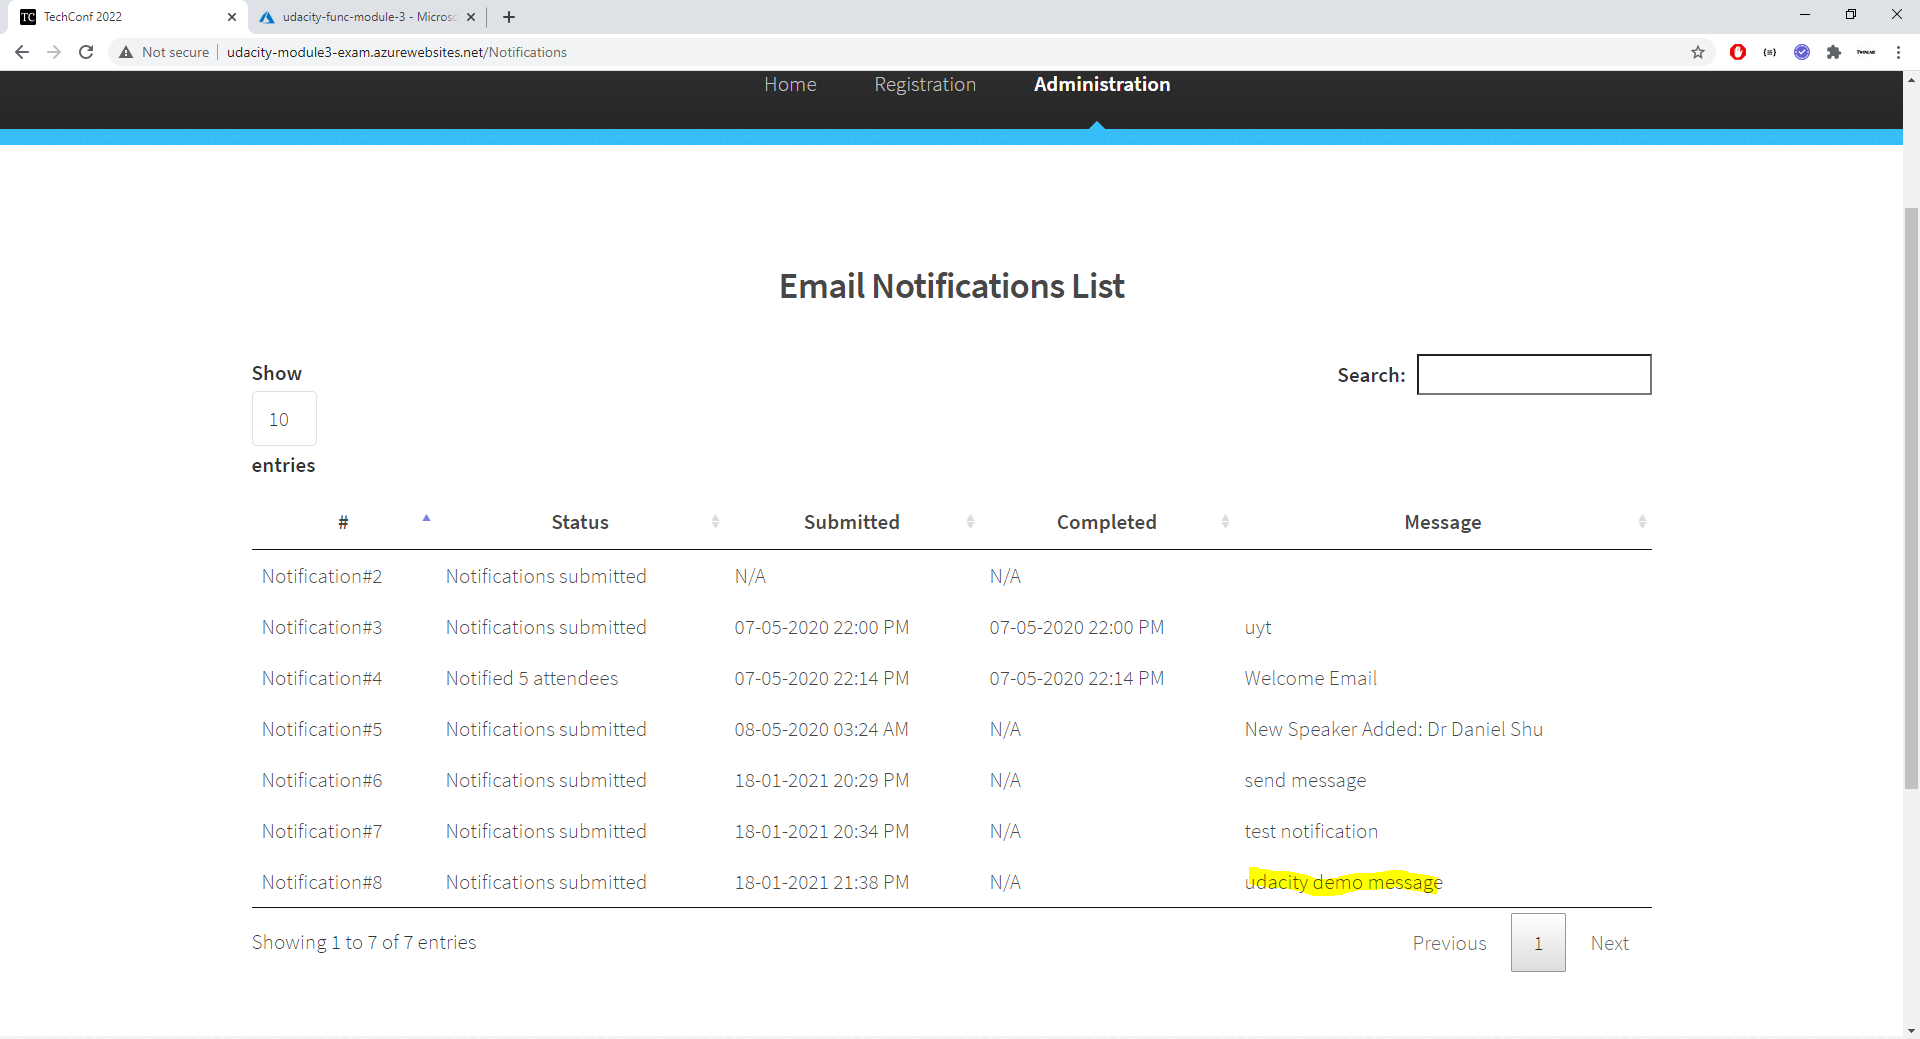 TechConf 2022
udacity-func-module-3 - Micros
Not secure
udacity-module3-exam.azurewebsites.net/Notifications
Home Registration Administration
Email Notifications List
Show
10
entries
Search:
# Status Submitted Completed Message
Notification#2 Notifications submitted N/A N/A
Notification#3 Notifications submitted 07-05-2020 22:00 PM 07-05-2020 22:00 PM uyt
Notification#4 Notified 5 attendees 07-05-2020 22:14 PM 07-05-2020 22:14 PM Welcome Email
Notification#5 Notifications submitted 08-05-2020 03:24 AM N/A New Speaker Added: Dr Daniel Shu
Notification#6 Notifications submitted 18-01-2021 20:29 PM N/A send message
Notification#7 Notifications submitted 18-01-2021 20:34 PM N/A test notification
Notification#8 Notifications submitted 18-01-2021 21:38 PM N/A udacity demo message
Showing 1 to 7 of 7 entries
Previous 1 Next